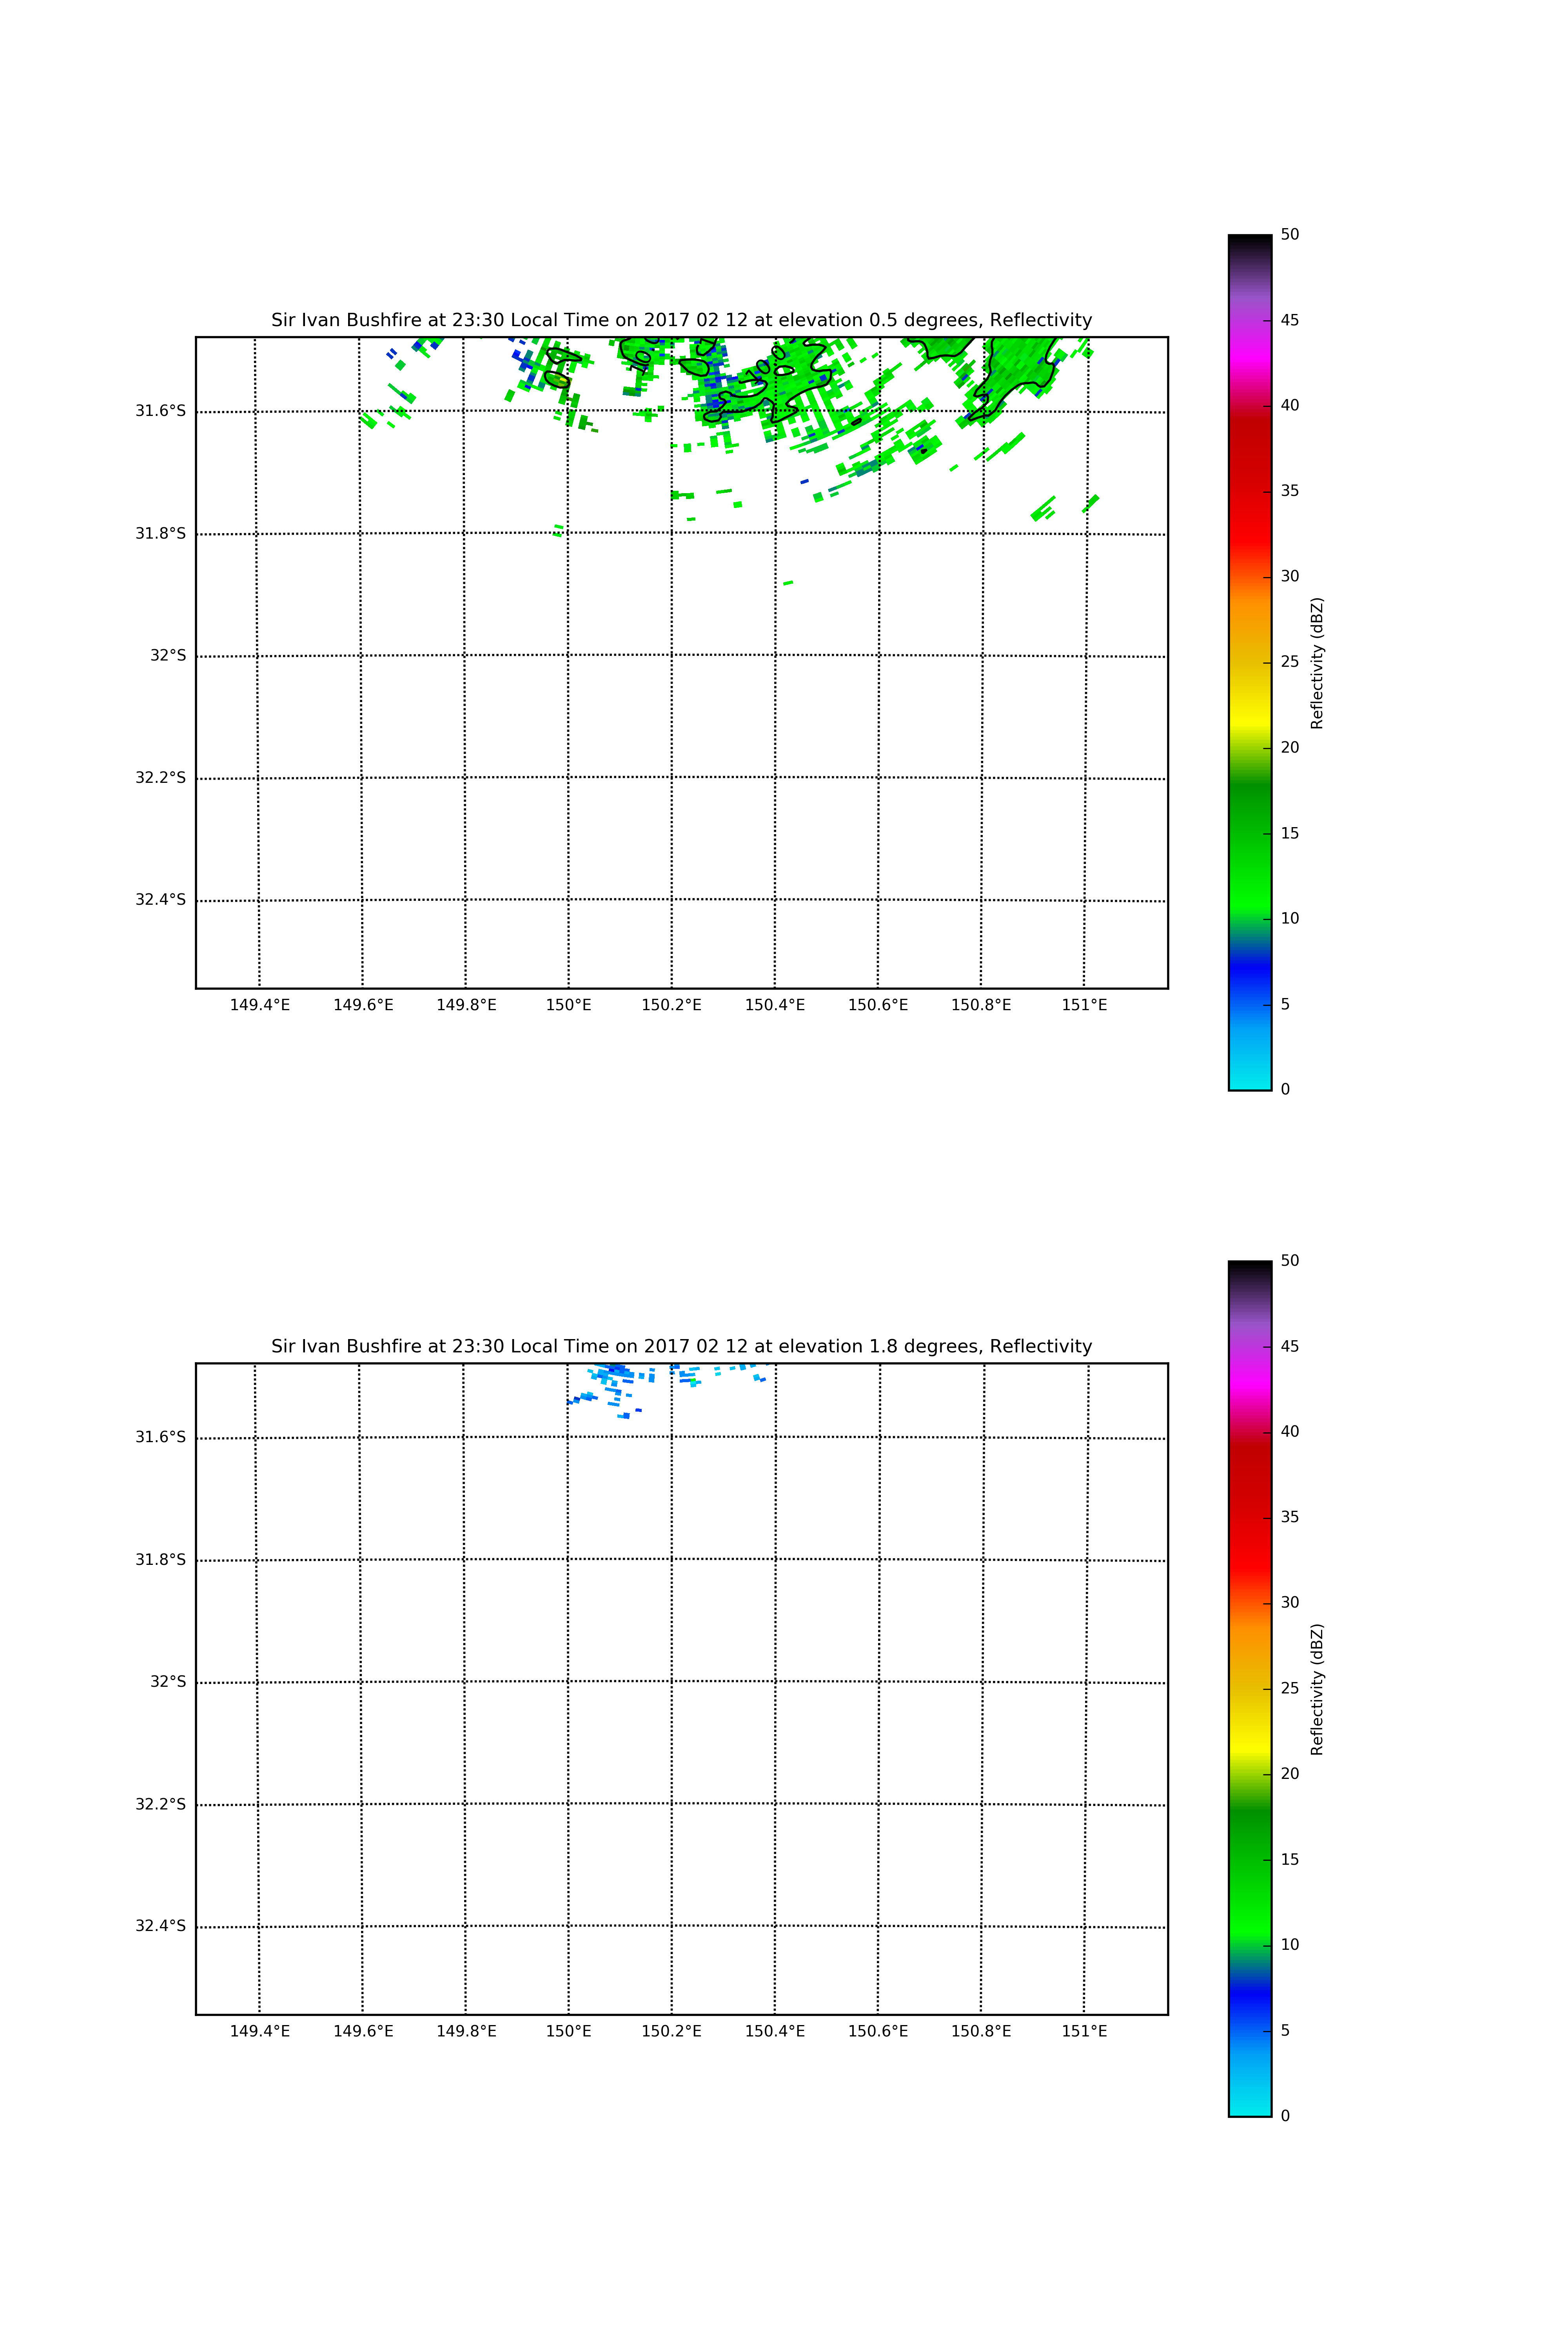 Sir Ivan Bushfire at 23:30 Local Time on 2017 02 12 at elevation 0.5 degrees, Reflectivity
31.6°S
31.8°S
32°S
32.2°S
32.4°S
149.4°E 149.6°E 149.8°E 150°E 150.2°E 150.4°E 150.6°E 150.8°E 151°E
50
45
40
35
30
25
20
15
10
5
0
Reflectivity (dBZ)
Sir Ivan Bushfire at 23:30 Local Time on 2017 02 12 at elevation 1.8 degrees, Reflectivity
31.6°S
31.8°S
32°S
32.2°S
32.4°S
149.4°E 149.6°E 149.8°E 150°E 150.2°E 150.4°E 150.6°E 150.8°E 151°E
50
45
40
35
30
25
20
15
10
5
0
Reflectivity (dBZ)